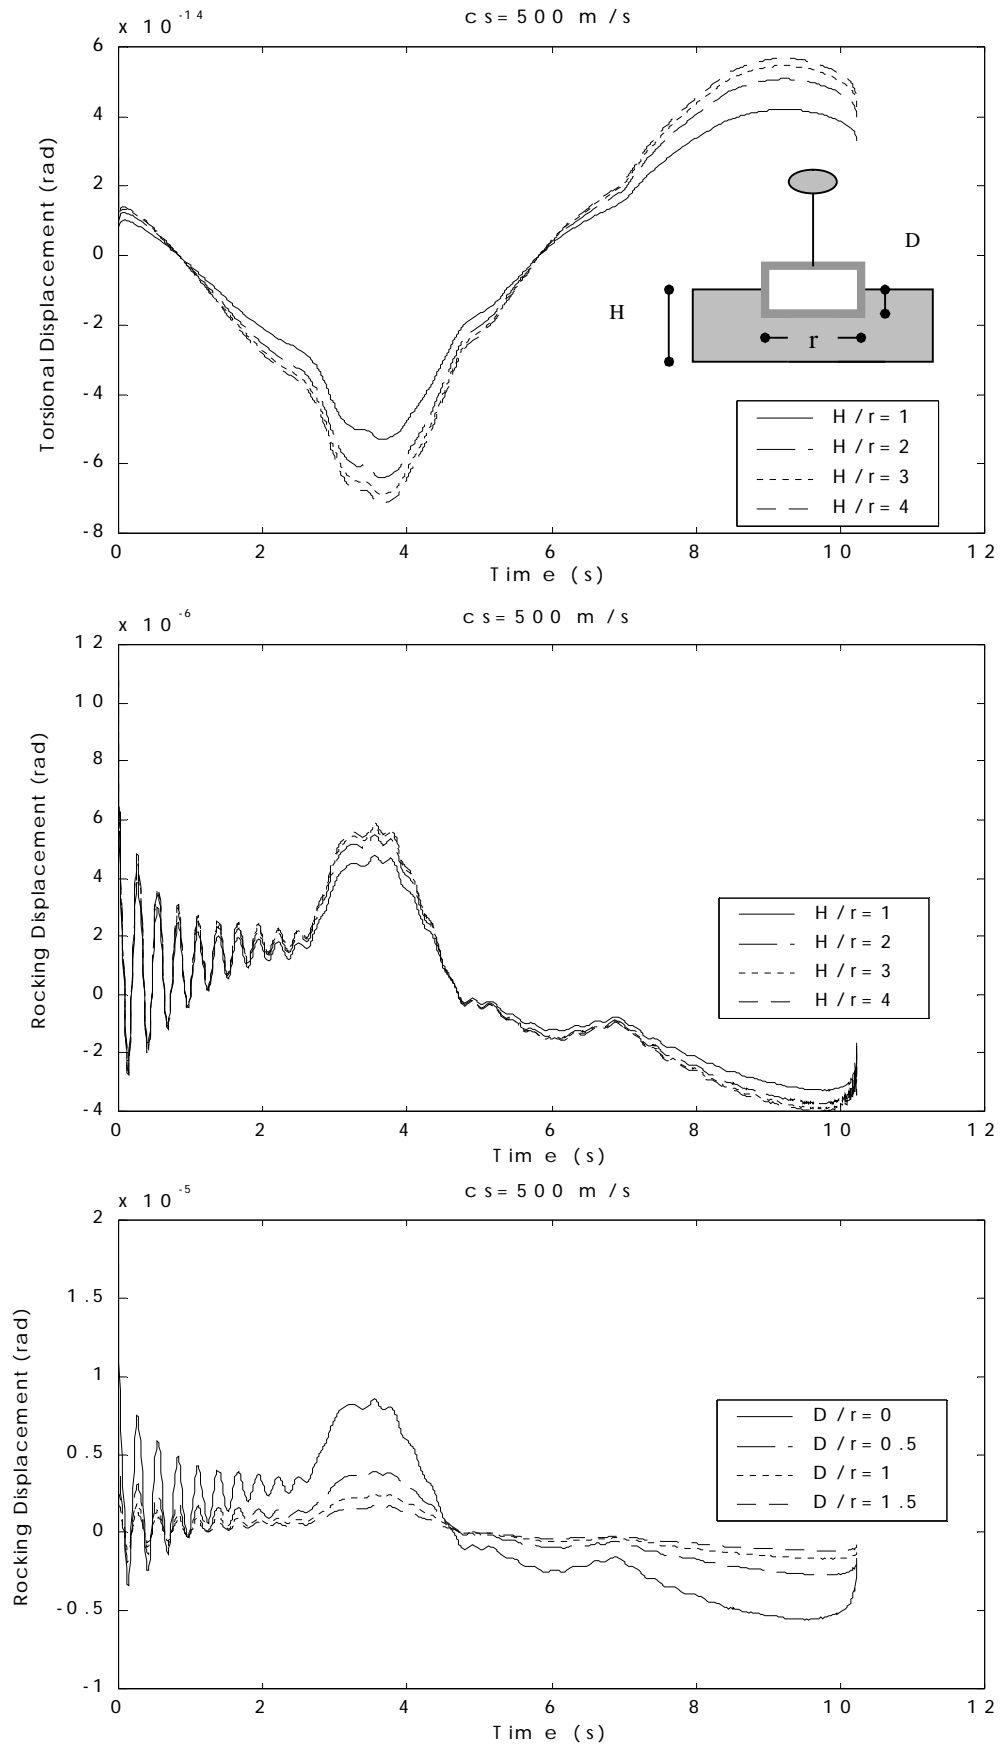 x 10-14
cs=500 m/s
6
4
2
0
-2
-4
-6
-8
Torsional Displacement (rad)
D
H
r
H/r=1
H/r=2
H/r=3
H/r=4
0 2 4 6 8 10 12
Time (s)
x 10-6
cs=500 m/s
12
10
8
6
4
2
0
-2
-4
Rocking Displacement (rad)
H/r=1
H/r=2
H/r=3
H/r=4
0 2 4 6 8 10 12
Time (s)
x 10-5
cs=500 m/s
2
1.5
1
0.5
0
-0.5
-1
Rocking Displacement (rad)
D/r=0
D/r=0.5
D/r=1
D/r=1.5
0 2 4 6 8 10 12
Time (s)